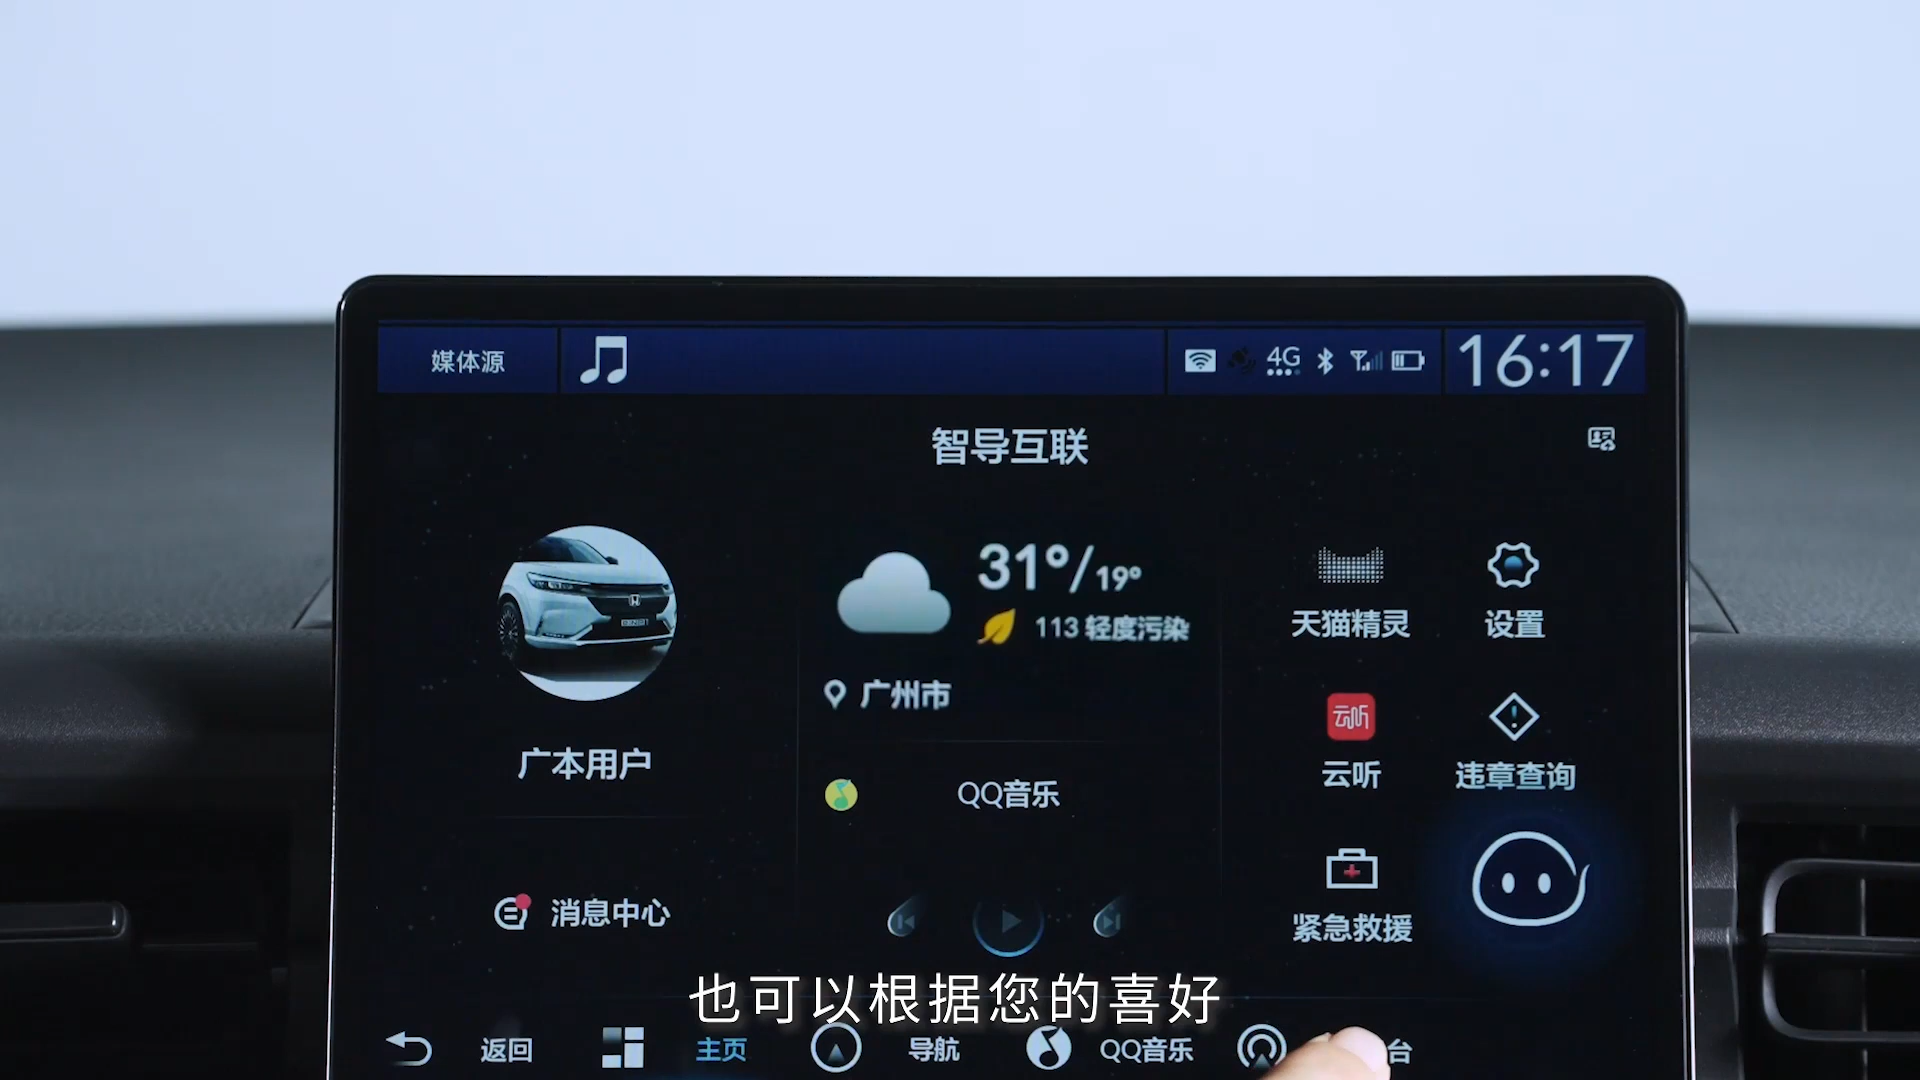 媒体源
4G
16:17
智导互联
31°/19°
113 轻度污染
广州市
广本用户
QQ音乐
消息中心
天猫精灵
设置
云听
云听
违章查询
紧急救援
也可以根据您的喜好
返回
主页
导航
QQ音乐
台